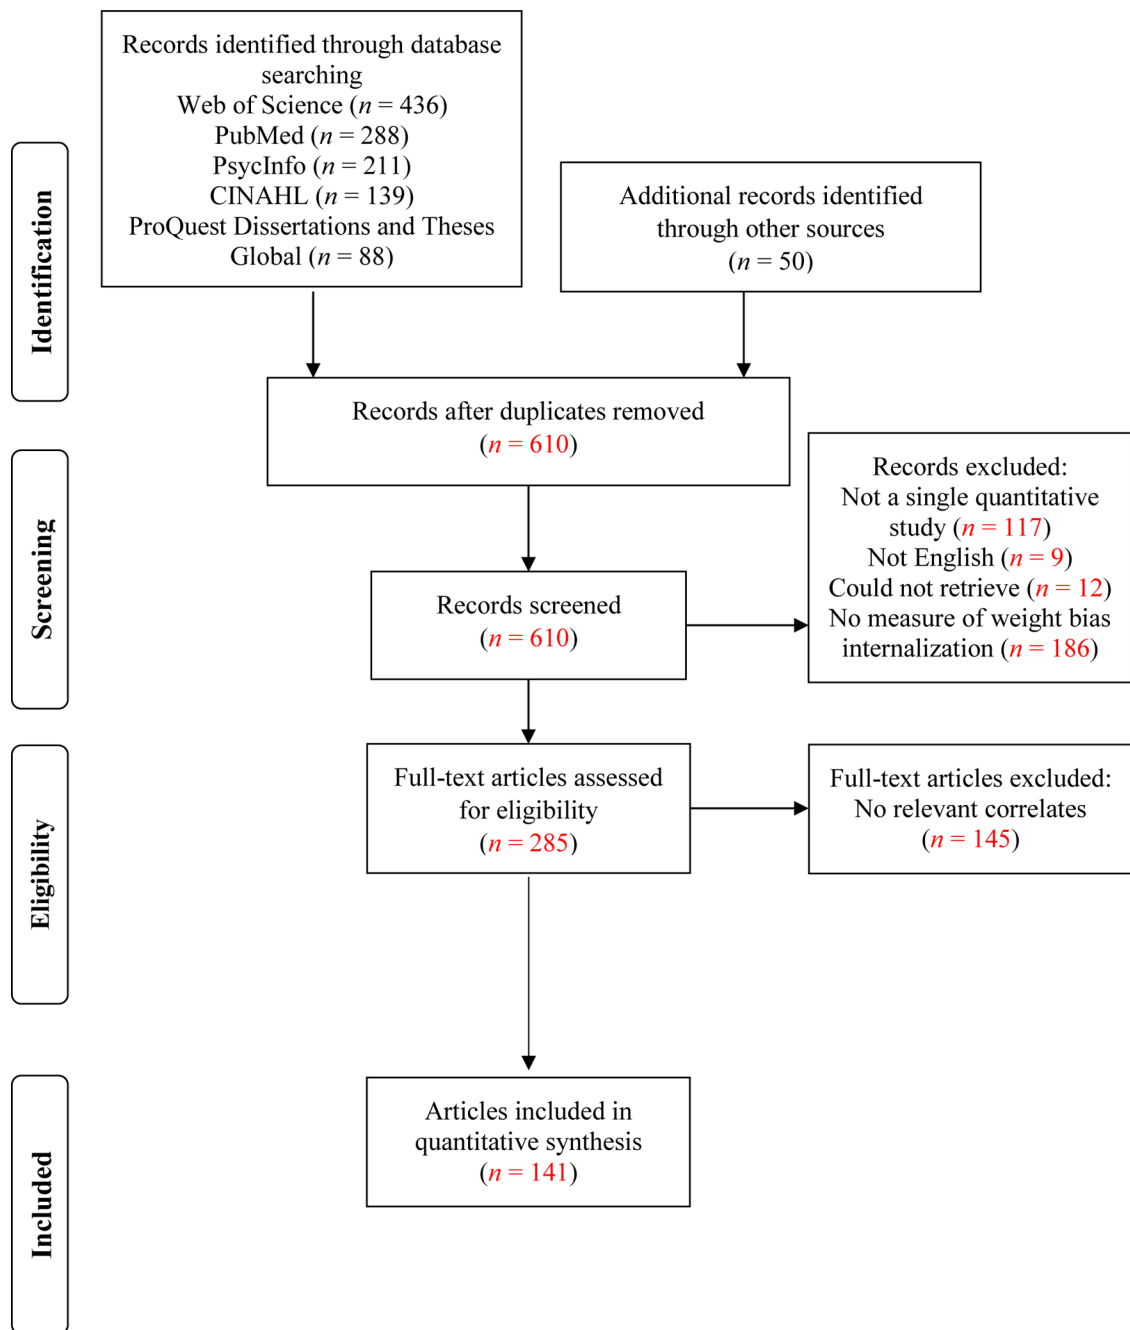 Records identified through database
searching
Web of Science (n = 436)
PubMed (n = 288)
PsycInfo (n = 211)
CINAHL (n = 139)
ProQuest Dissertations and Theses
Global (n = 88)
Additional records identified
through other sources
(n = 50)
Identification
Records after duplicates removed
(n = 610)
Screening
Records screened
(n = 610)
Records excluded:
Not a single quantitative
study (n = 117)
Not English (n = 9)
Could not retrieve (n = 12)
No measure of weight bias
internalization (n = 186)
Eligibility
Full-text articles assessed
for eligibility
(n = 285)
Full-text articles excluded:
No relevant correlates
(n = 145)
Included
Articles included in
quantitative synthesis
(n = 141)